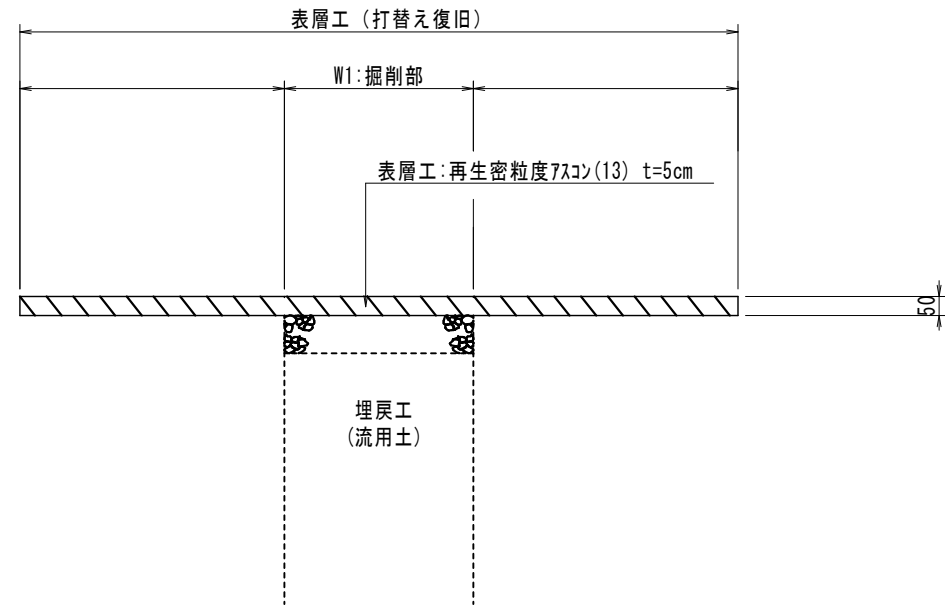 表層工 (打替え復旧)
W1:掘削部
表層工:再生密粒度ｱｽｺﾝ(13) t=5cm
50
埋戻工
(流用土)